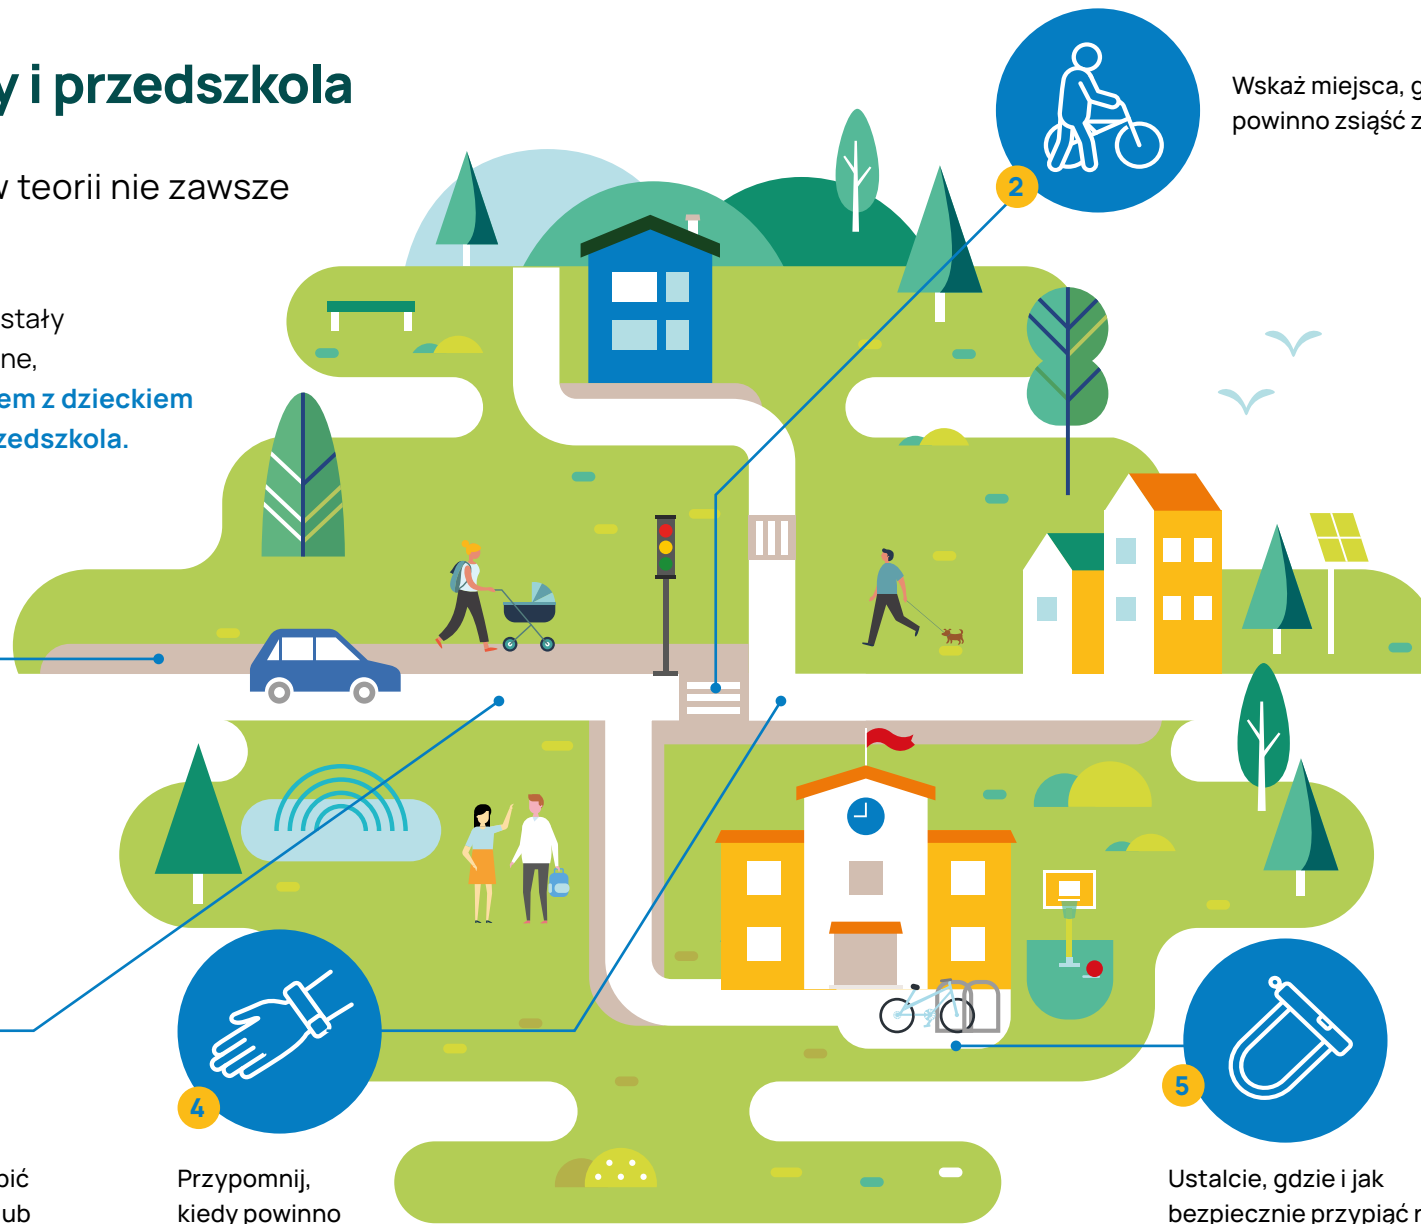 y i przedszkola
w teorii nie zawsze
stały
ne,
em z dzieckiem
zedszkola.
2
Wskaż miejsca, g
powinno zsiąść z
4
Przypomnij,
kiedy powinno
bić
ub
5
Ustalcie, gdzie i jak
bezpiecznie przypiąć r